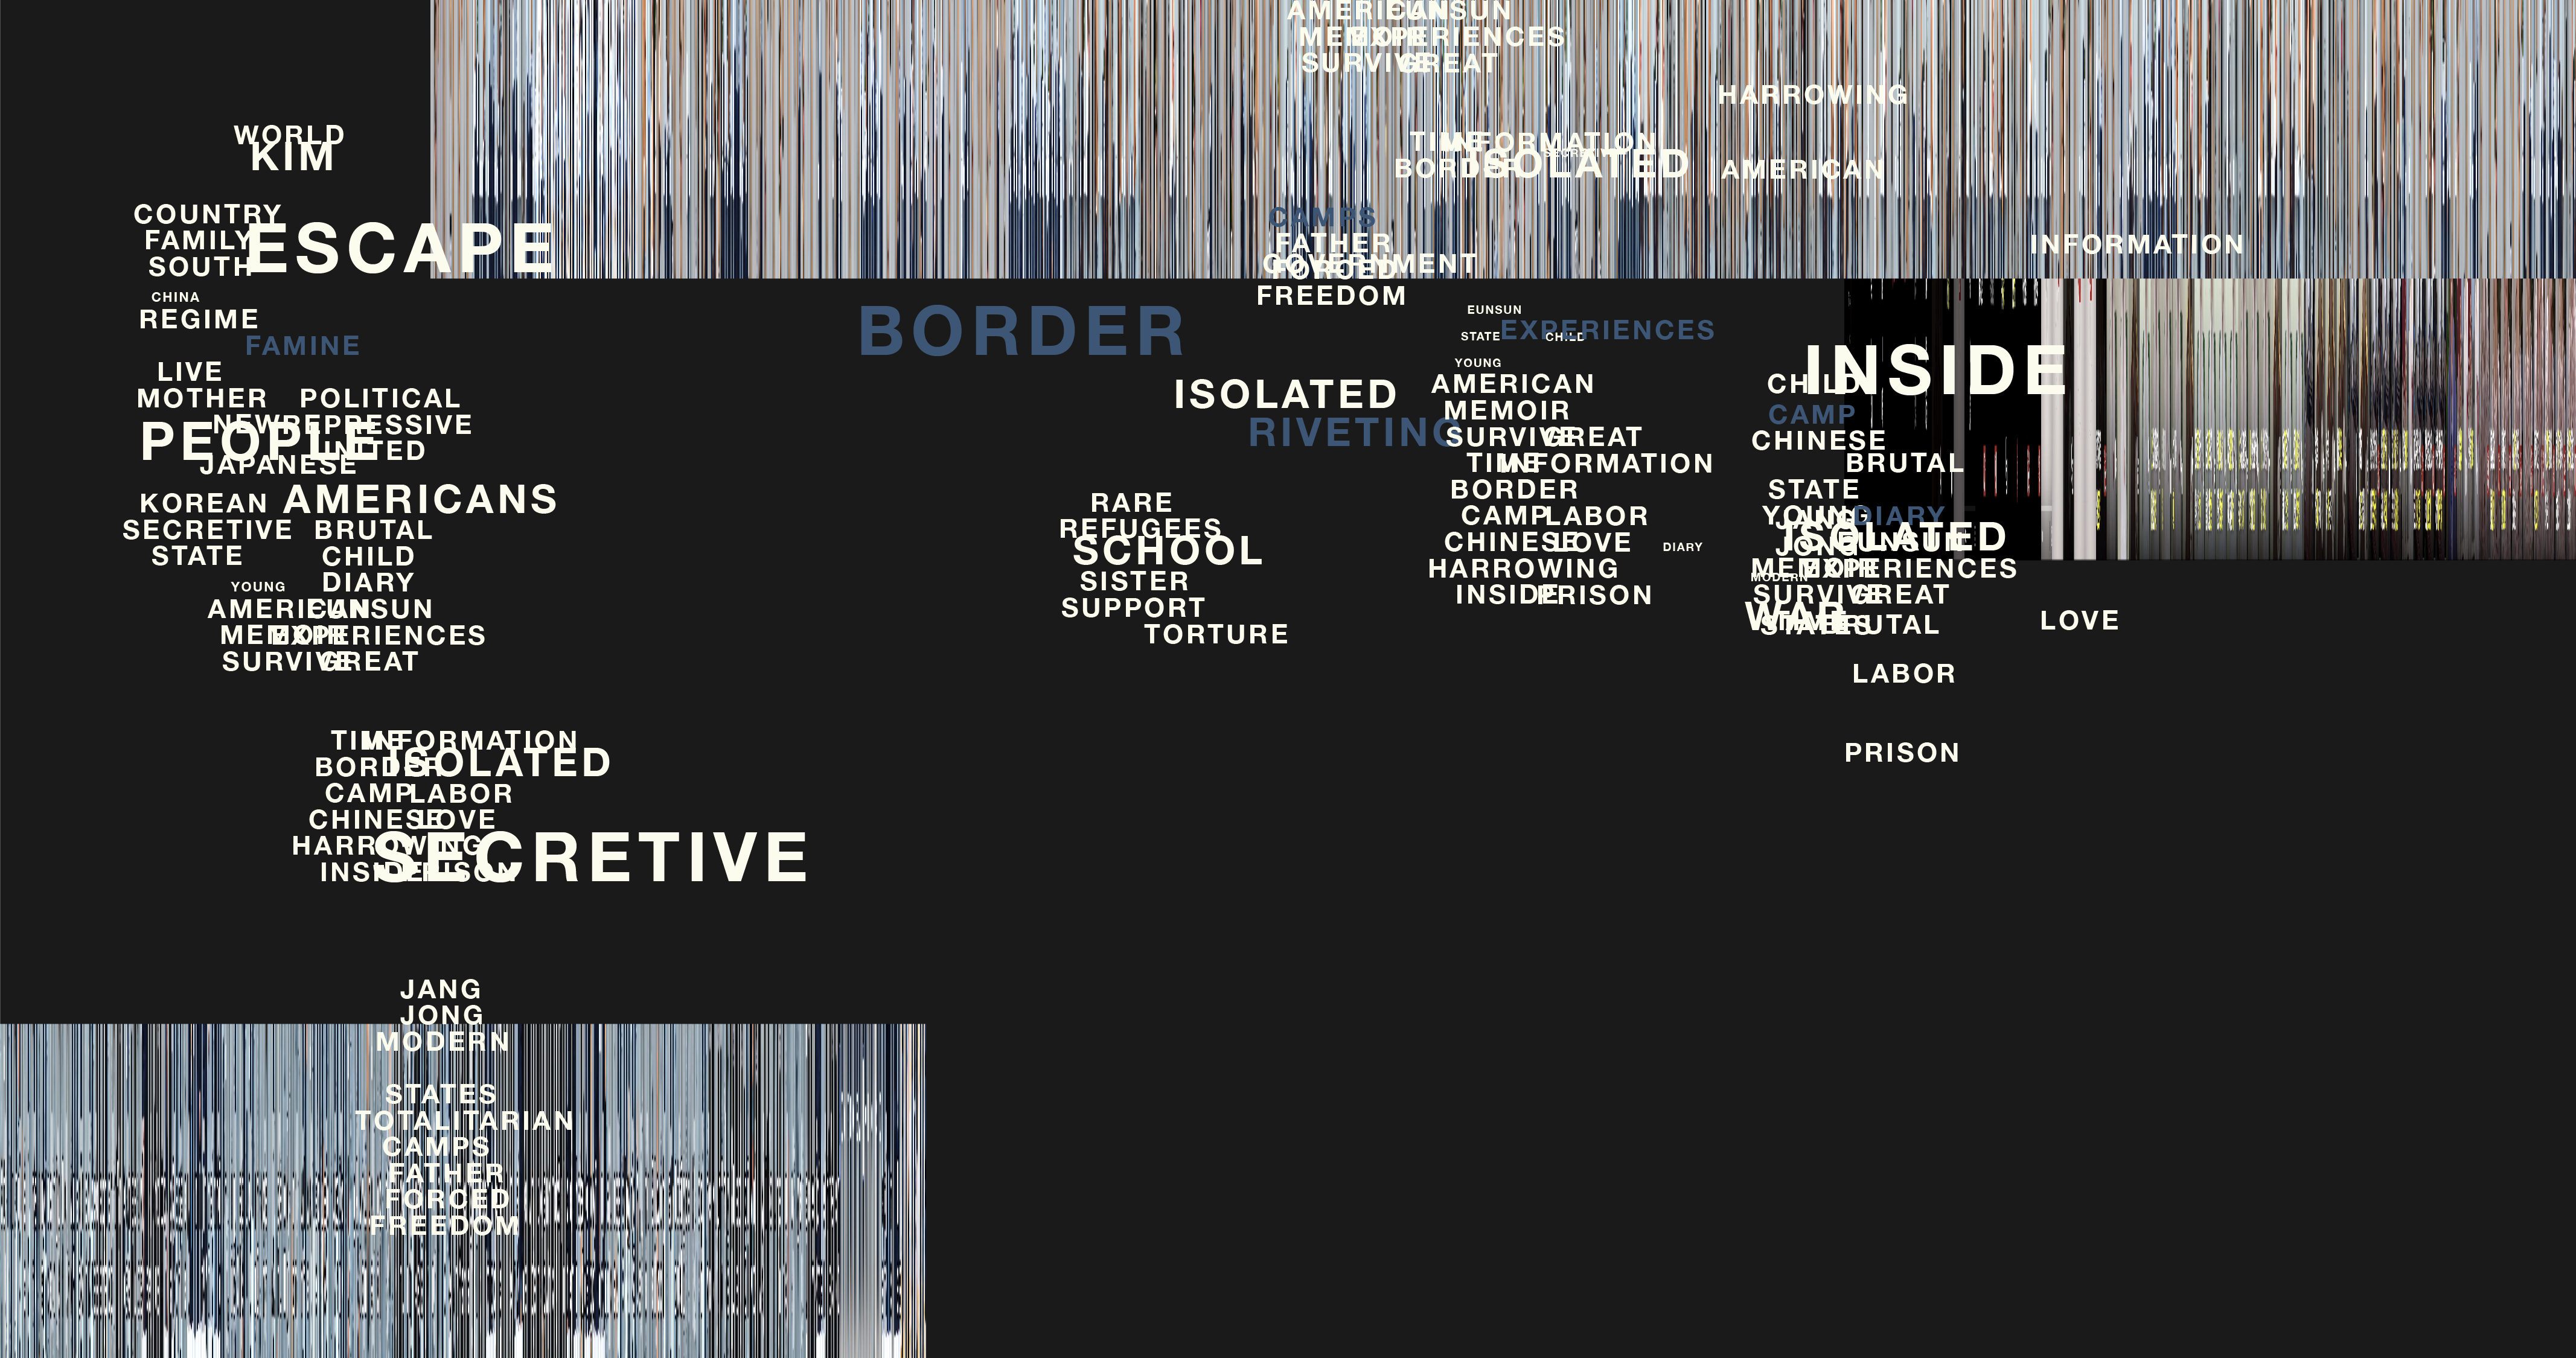 WORLD
KIM
COUNTRY
FAMILY
SOUTH
ESCAPE
CHINA
REGIME
FAMINE
LIVE
MOTHER POLITICAL
NEW REPRESSIVE
PEOPLE
UNITED
JAPANESE
KOREAN AMERICANS
SECRETIVE BRUTAL
STATE CHILD
DIARY
YOUNG
AMERICAN EUNSUN
MEMOIR EXPERIENCES
SURVIVE GREAT
TIME INFORMATION
BORDER ISOLATED
CAMP LABOR
CHINESE LOVE
HARROWING
SECRETIVE
INSIDE PRISON
JANG
JONG
MODERN
STATES
TOTALITARIAN
CAMPS
FATHER
FORCED
FREEDOM
BORDER
ISOLATED
RIVETING
RARE
REFUGEES
SCHOOL
SISTER
SUPPORT
TORTURE
AMERICAN EUNSUN
MEMOIR EXPERIENCES
SURVIVE GREAT
HARROWING
TIME INFORMATION
SECRETIVE
BORDER ISOLATED
AMERICAN
CAMPS
FATHER
GOVERNMENT
FORCED
FREEDOM
INFORMATION
EUNSUN
EXPERIENCES
STATE CHILD
YOUNG
AMERICAN
MEMOIR
SURVIVE GREAT
TIME INFORMATION
BORDER
CAMP LABOR
CHINESE LOVE
DIARY
HARROWING
INSIDE PRISON
INSIDE
CHILD
CAMP
CHINESE
BRUTAL
STATE
YOUNG DIARY
JANG
ISOLATED
JONG EUNSUN
MEMOIR EXPERIENCES
MODERN
SURVIVE GREAT
WAR
STATES BRUTAL
LOVE
LABOR
PRISON